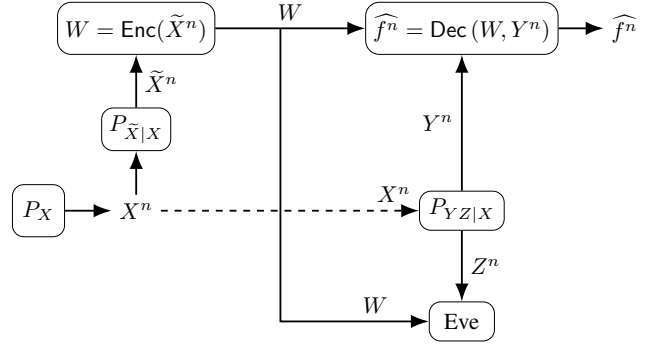 W
W = Enc(X̃ⁿ)
f̂ⁿ = Dec (W, Yⁿ)
f̂ⁿ
X̃ⁿ
P_{X̃|X}
Yⁿ
P_X
Xⁿ
Xⁿ
P_{YZ|X}
Zⁿ
W
Eve